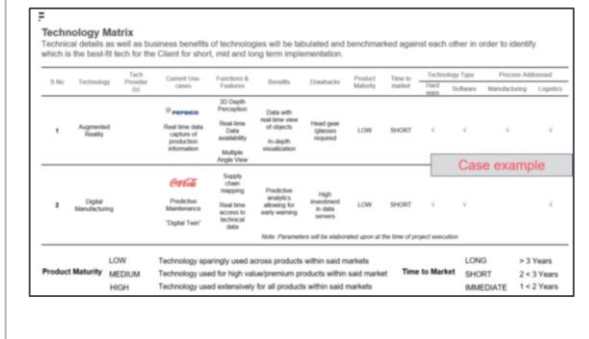 Technology Matrix
Technical details as well as business benefits of technologies will be tabulated and benchmarked against each other in order to identify
which is the best-fit tech for the Client for short, mid and long term implementation.
S.No Technology Tech Provider (s) Current Use-cases Functions & Features Benefits Drawbacks Product Maturity Time to market Technology Type Process Addressed
Hard ware Software Manufacturing Logistics
1
Augmented Reality
PEPSICO
Real time data capture of production information
3D Depth Perception
Real-time Data availability
Multiple Angle View
Data with real-time view of objects
In-depth visualization
Head gear /glasses required
LOW
SHORT
√ √ √ √
Case example
2
Digital Manufacturing
Coca-Cola
Predictive Maintenance
"Digital Twin"
Supply chain mapping
Real time access to technical data
Predictive analytics allowing for early warning
High investment in data servers
LOW
SHORT
√ √ √
Note: Parameters will be elaborated upon at the time of project execution
Product Maturity
LOW Technology sparingly used across products within said markets
MEDIUM Technology used for high value/premium products within said market
HIGH Technology used extensively for all products within said markets
Time to Market
LONG > 3 Years
SHORT 2 < 3 Years
IMMEDIATE 1 < 2 Years